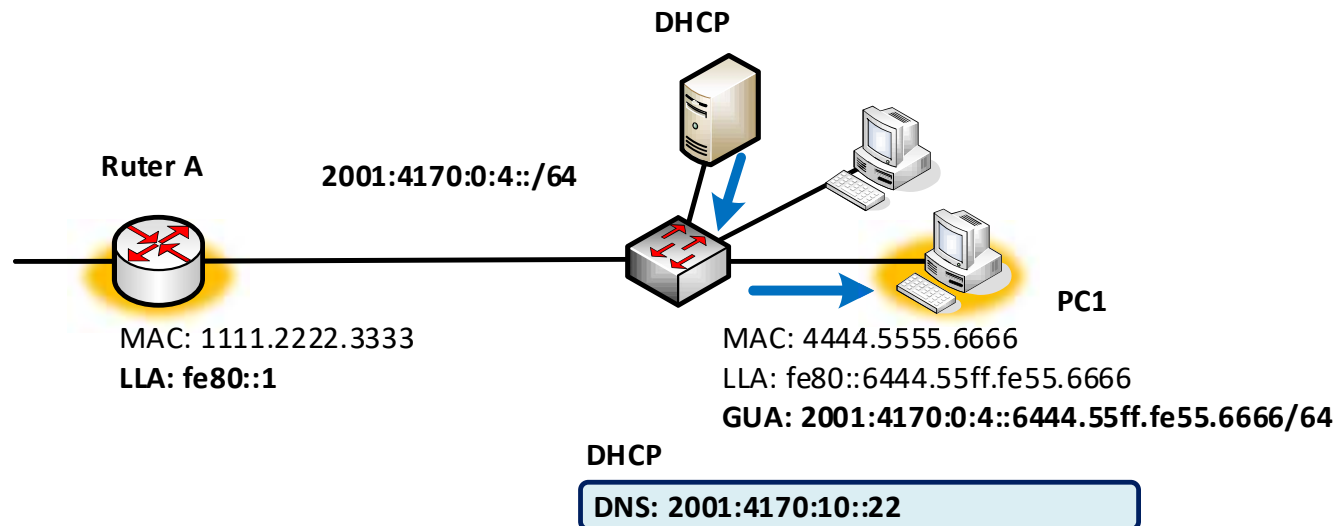 DHCP
Ruter A
2001:4170:0:4::/64
PC1
MAC: 1111.2222.3333
LLA: fe80::1
MAC: 4444.5555.6666
LLA: fe80::6444.55ff.fe55.6666
GUA: 2001:4170:0:4::6444.55ff.fe55.6666/64
DHCP
DNS: 2001:4170:10::22